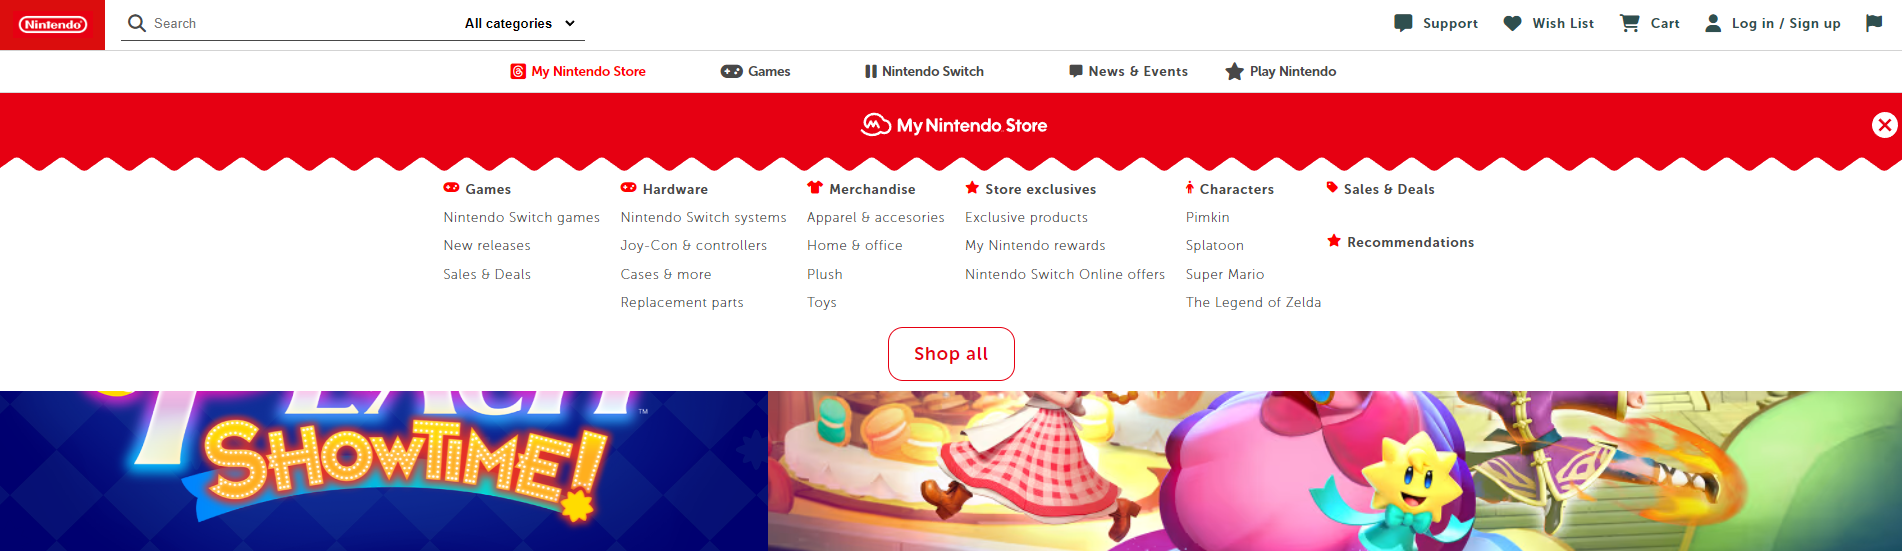 Nintendo
Search
All categories
Support
Wish List
Cart
Log in / Sign up
My Nintendo Store
Games
Nintendo Switch
News & Events
Play Nintendo
My Nintendo Store
Games
Nintendo Switch games
New releases
Sales & Deals
Hardware
Nintendo Switch systems
Joy-Con & controllers
Cases & more
Replacement parts
Merchandise
Apparel & accesories
Home & office
Plush
Toys
Store exclusives
Exclusive products
My Nintendo rewards
Nintendo Switch Online offers
Characters
Pimkin
Splatoon
Super Mario
The Legend of Zelda
Sales & Deals
Recommendations
Shop all
PEACH ™
SHOWTIME!